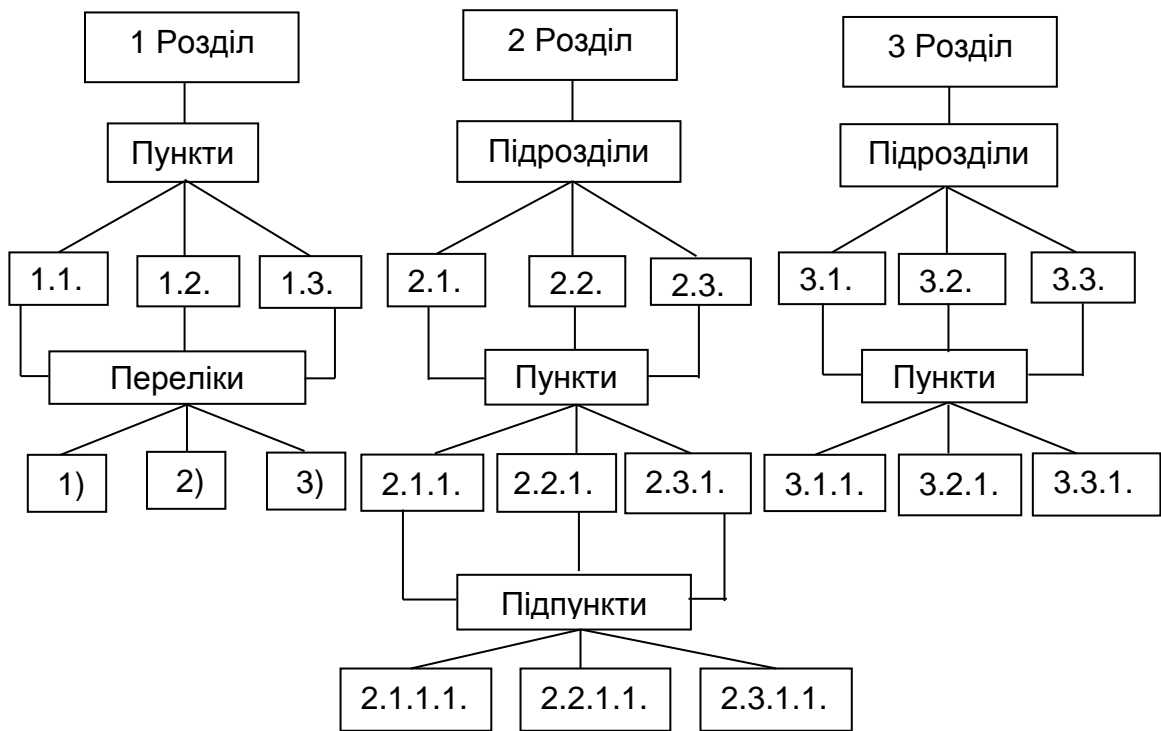 1 Розділ
2 Розділ
3 Розділ
Пункти
Підрозділи
Підрозділи
1.1.
1.2.
1.3.
2.1.
2.2.
2.3.
3.1.
3.2.
3.3.
Переліки
Пункти
Пункти
1)
2)
3)
2.1.1.
2.2.1.
2.3.1.
3.1.1.
3.2.1.
3.3.1.
Підпункти
2.1.1.1.
2.2.1.1.
2.3.1.1.